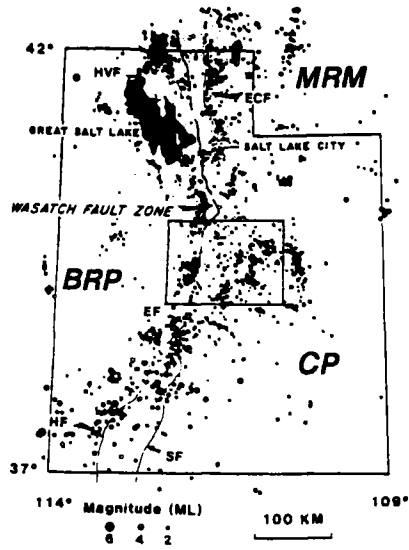 42°
HVF
MRM
ECF
GREAT SALT LAKE
SALT LAKE CITY
WASATCH FAULT ZONE
BRP
EF
CP
HF
37°
SF
114°
109°
Magnitude (ML)
6 4 2
100 KM